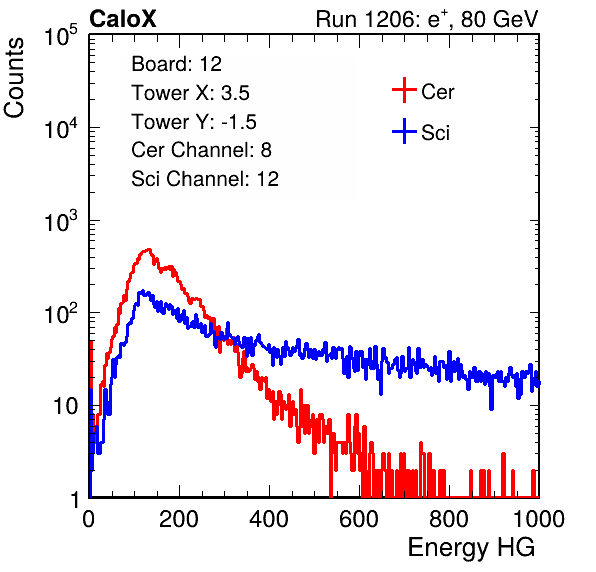 CaloX Run 1206: e⁺, 80 GeV
10⁵
Counts
Board: 12
Tower X: 3.5
Tower Y: -1.5
Cer Channel: 8
Sci Channel: 12
Cer
Sci
10⁴
10³
10²
10
1
0 200 400 600 800 1000
Energy HG